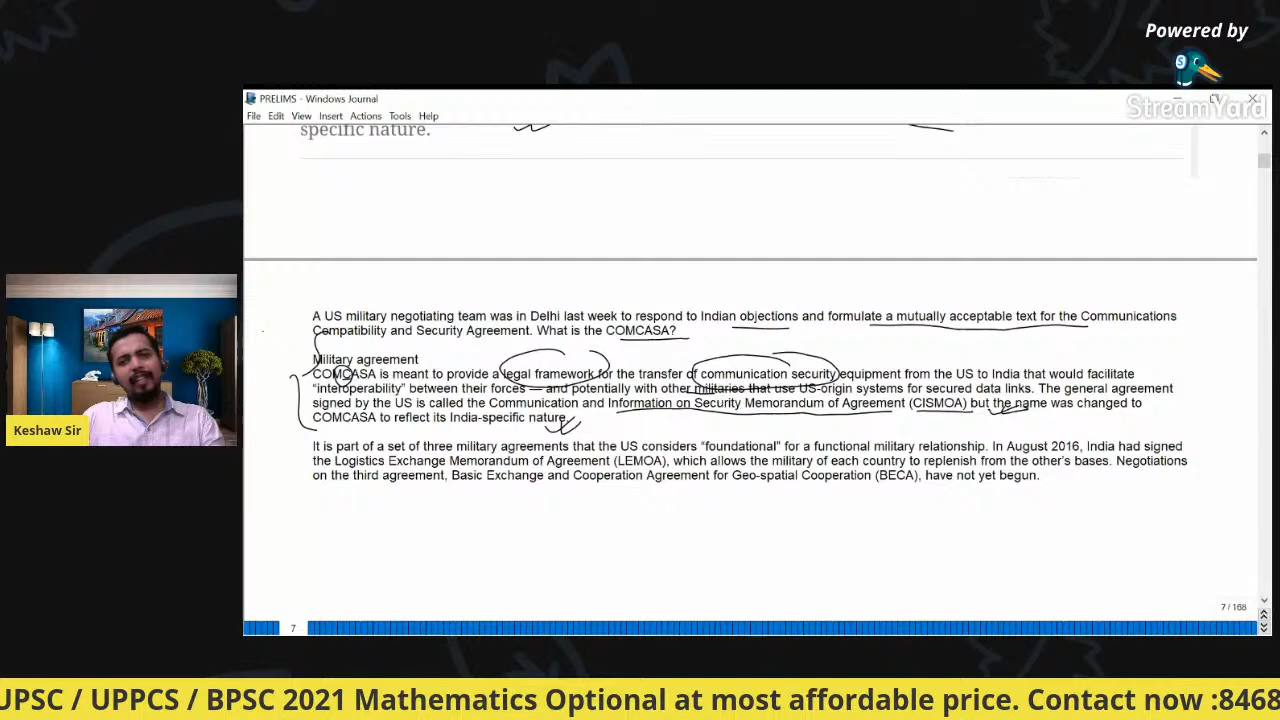 Powered by
StreamYard
PRELIMS - Windows Journal
File Edit View Insert Actions Tools Help
specific nature.
A US military negotiating team was in Delhi last week to respond to Indian objections and formulate a mutually acceptable text for the Communications
Compatibility and Security Agreement. What is the COMCASA?
Military agreement
COMCASA is meant to provide a legal framework for the transfer of communication security equipment from the US to India that would facilitate
“interoperability” between their forces — and potentially with other militaries that use US-origin systems for secured data links. The general agreement
signed by the US is called the Communication and Information on Security Memorandum of Agreement (CISMOA) but the name was changed to
COMCASA to reflect its India-specific nature.
It is part of a set of three military agreements that the US considers “foundational” for a functional military relationship. In August 2016, India had signed
the Logistics Exchange Memorandum of Agreement (LEMOA), which allows the military of each country to replenish from the other’s bases. Negotiations
on the third agreement, Basic Exchange and Cooperation Agreement for Geo-spatial Cooperation (BECA), have not yet begun.
Keshaw Sir
7 / 168
7
UPSC / UPPCS / BPSC 2021 Mathematics Optional at most affordable price. Contact now :8468